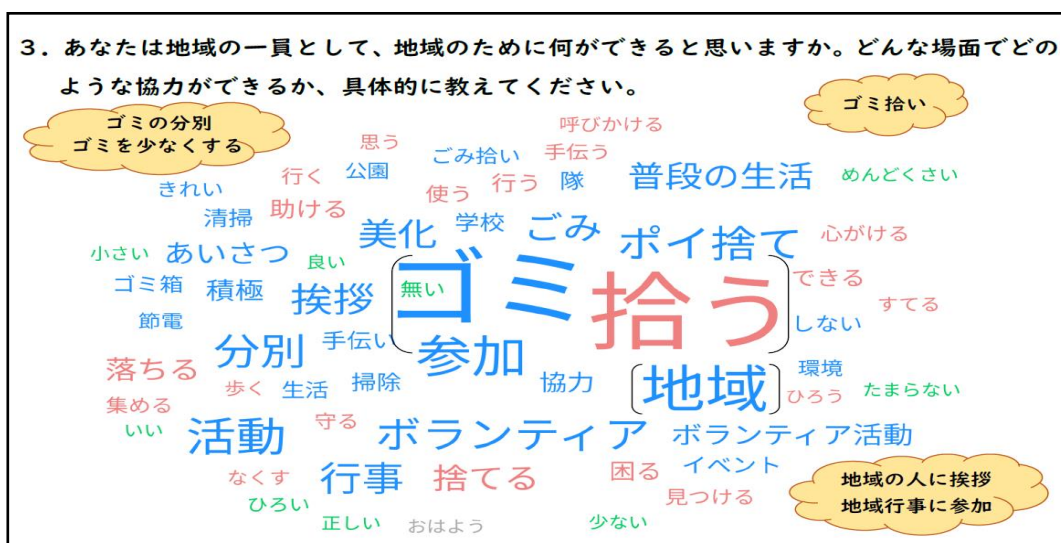 3．あなたは地域の一員として、地域のために何ができると思いますか。どんな場面でどの
ような協力ができるか、具体的に教えてください。
ゴミの分別
ゴミを少なくする
ゴミ拾い
思う
呼びかける
ごみ拾い
手伝う
行く
公園
使う
行う
隊
普段の生活
めんどくさい
きれい
清掃
助ける
美化
学校
ごみ
ポイ捨て
心がける
小さい
あいさつ
良い
ゴミ箱
積極
挨拶
無い
ゴミ
拾う
できる
すてる
節電
分別
手伝い
参加
しない
落ちる
歩く
生活
掃除
協力
地域
環境
ひろう
たまらない
集める
いい
活動
守る
ボランティア
ボランティア活動
なくす
行事
捨てる
困る
イベント
見つける
ひろい
正しい
おはよう
少ない
地域の人に挨拶
地域行事に参加